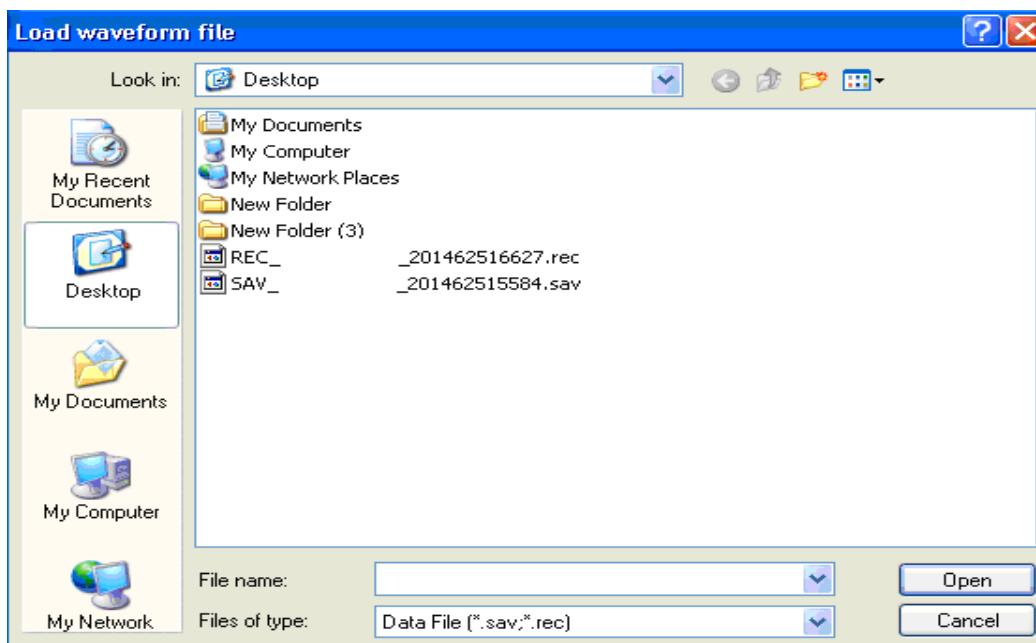 Load waveform file
Look in: Desktop
My Recent
Documents
Desktop
My Documents
My Computer
My Network
My Documents
My Computer
My Network Places
New Folder
New Folder (3)
REC_ _201462516627.rec
SAV_ _201462515584.sav
File name:
Open
Files of type: Data File (*.sav;*.rec)
Cancel